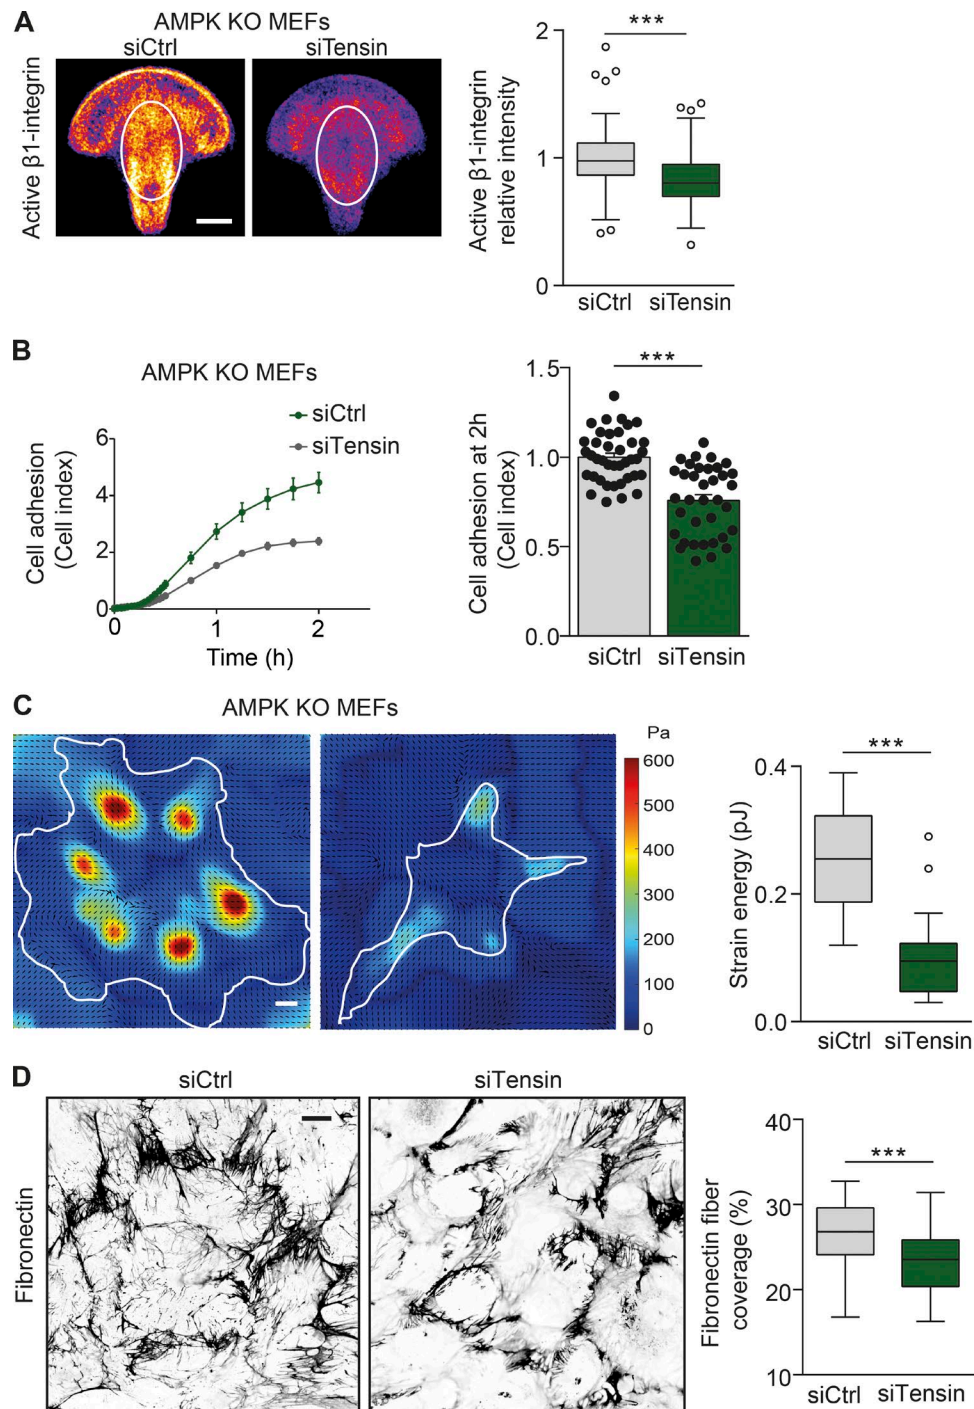 A
AMPK KO MEFs
siCtrl
siTensin
Active β1-integrin
Active β1-integrin
relative intensity
2
1
0
***
siCtrl
siTensin
B
AMPK KO MEFs
siCtrl
siTensin
Cell adhesion
(Cell index)
6
4
2
0
0
1
2
Time (h)
Cell adhesion at 2h
(Cell index)
1.5
1.0
0.5
0.0
***
siCtrl
siTensin
C
AMPK KO MEFs
Pa
600
500
400
300
200
100
0
Strain energy (pJ)
0.4
0.2
0.0
***
siCtrl
siTensin
D
siCtrl
siTensin
Fibronectin
Fibronectin fiber
coverage (%)
40
30
20
10
***
siCtrl
siTensin